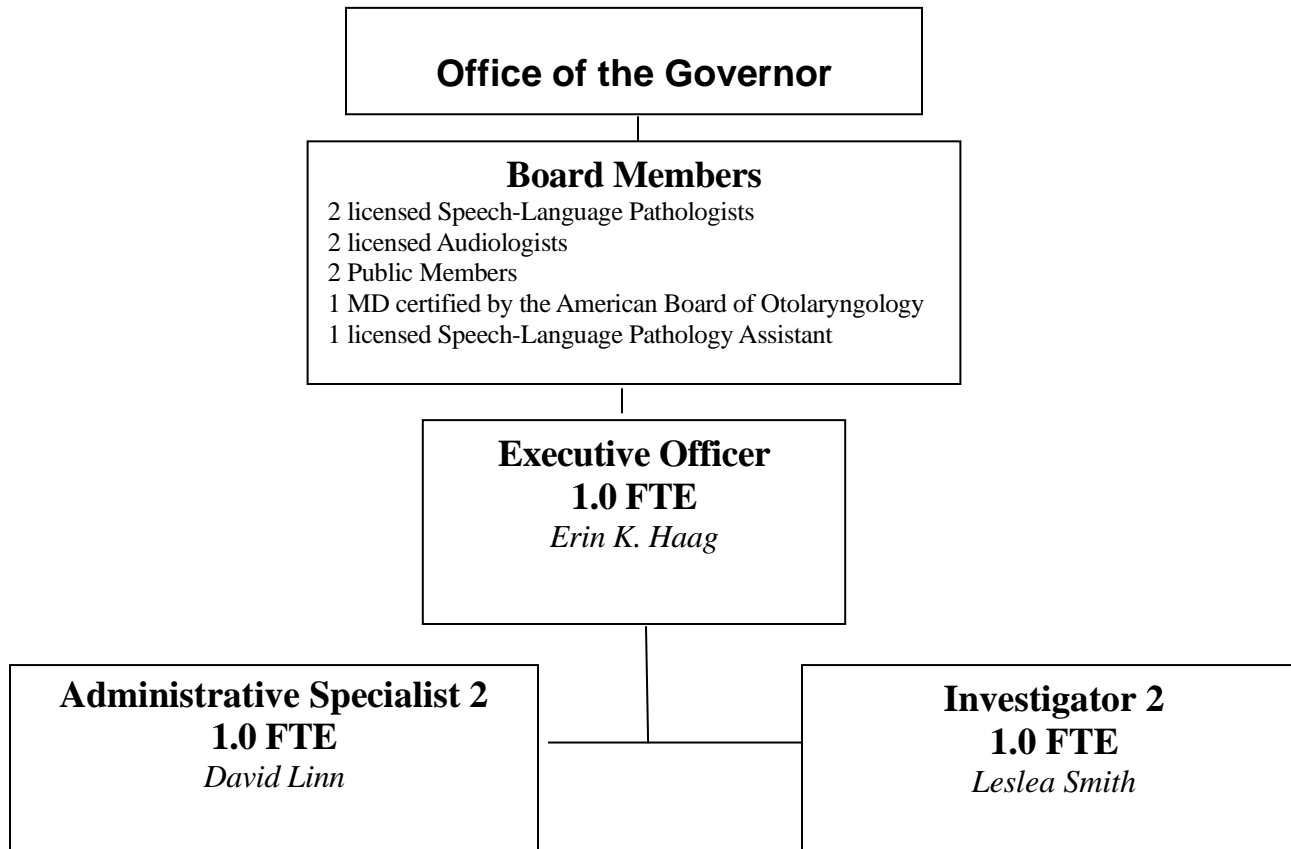 Office of the Governor
Board Members
2 licensed Speech-Language Pathologists
2 licensed Audiologists
2 Public Members
1 MD certified by the American Board of Otolaryngology
1 licensed Speech-Language Pathology Assistant
Executive Officer
1.0 FTE
Erin K. Haag
Administrative Specialist 2
1.0 FTE
David Linn
Investigator 2
1.0 FTE
Leslea Smith